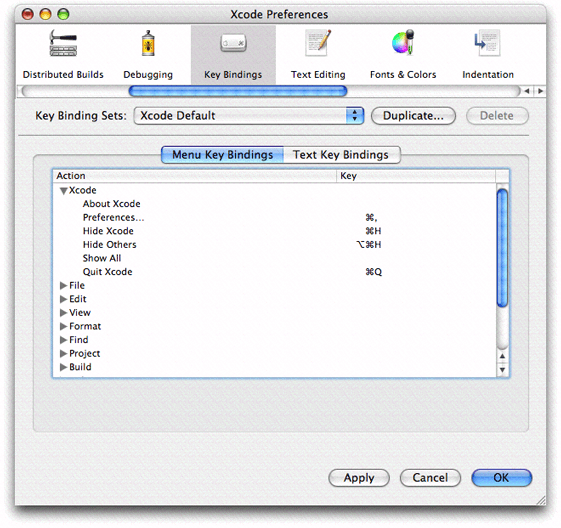 Xcode Preferences
Distributed Builds Debugging Key Bindings Text Editing Fonts & Colors Indentation
Key Binding Sets: Xcode Default Duplicate... Delete
Menu Key Bindings Text Key Bindings
Action Key
Xcode
About Xcode
Preferences... ⌘,
Hide Xcode ⌘H
Hide Others ⌥⌘H
Show All
Quit Xcode ⌘Q
File
Edit
View
Format
Find
Project
Build
Apply Cancel OK